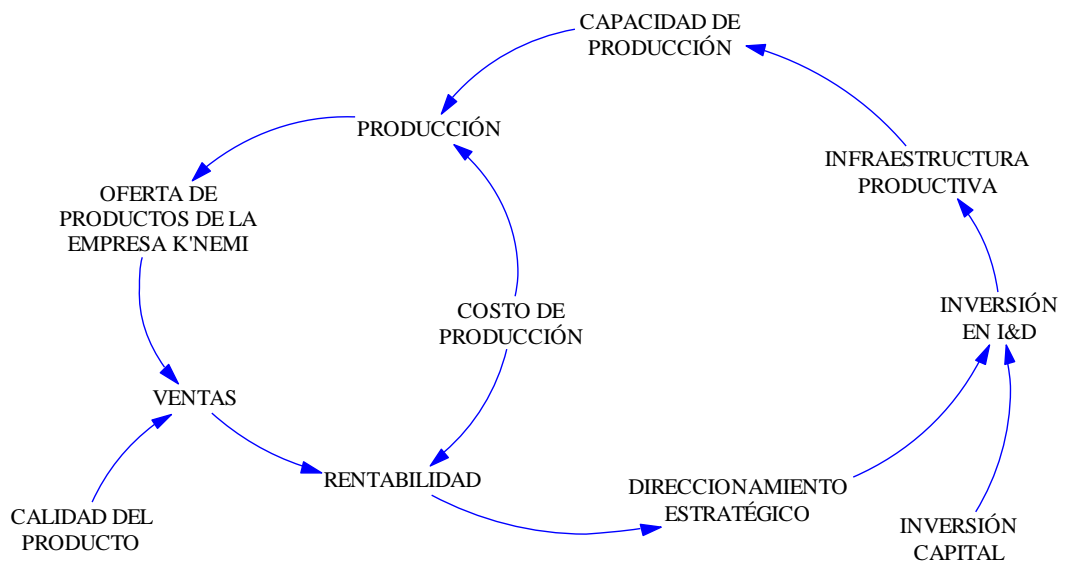 CAPACIDAD DE
PRODUCCIÓN
PRODUCCIÓN
INFRAESTRUCTURA
PRODUCTIVA
OFERTA DE
PRODUCTOS DE LA
EMPRESA K'NEMI
COSTO DE
PRODUCCIÓN
INVERSIÓN
EN I&D
VENTAS
RENTABILIDAD
DIRECCIONAMIENTO
ESTRATÉGICO
CALIDAD DEL
PRODUCTO
INVERSIÓN
CAPITAL